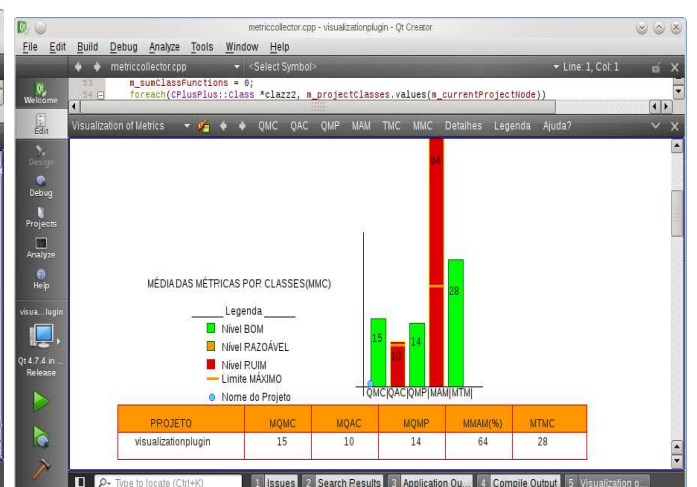 metriccollector.cpp - visualizationplugin - Qt Creator
File Edit Build Debug Analyze Tools Window Help
metriccollector.cpp <Select Symbol> Line: 1, Col: 1
53 m_sumClassFunctions = 0;
54 foreach(CPlusPlus::Class *clazz2, m_projectClasses.values(m_currentProjectNode))
Welcome
Edit
Design
Debug
Projects
Analyze
Help
visua...lugin
Qt 4.7.4 in ...
Release
Visualization of Metrics QMC QAC QMP MAM TMC MMC Detalhes Legenda Ajuda?
64
28
15
14
10
MÉDIA DAS MÉTRICAS POR CLASSES(MMC)
Legenda
Nível BOM
Nível RAZOÁVEL
Nível RUIM
Limite MÁXIMO
Nome do Projeto
|QMC|QAC|QMP|MAM|MTM|
PROJETO MQMC MQAC MQMP MMAM(%) MTMC
visualizationplugin 15 10 14 64 28
Type to locate (Ctrl+K) 1 Issues 2 Search Results 3 Application Ou... 4 Compile Output 5 Visualization o...